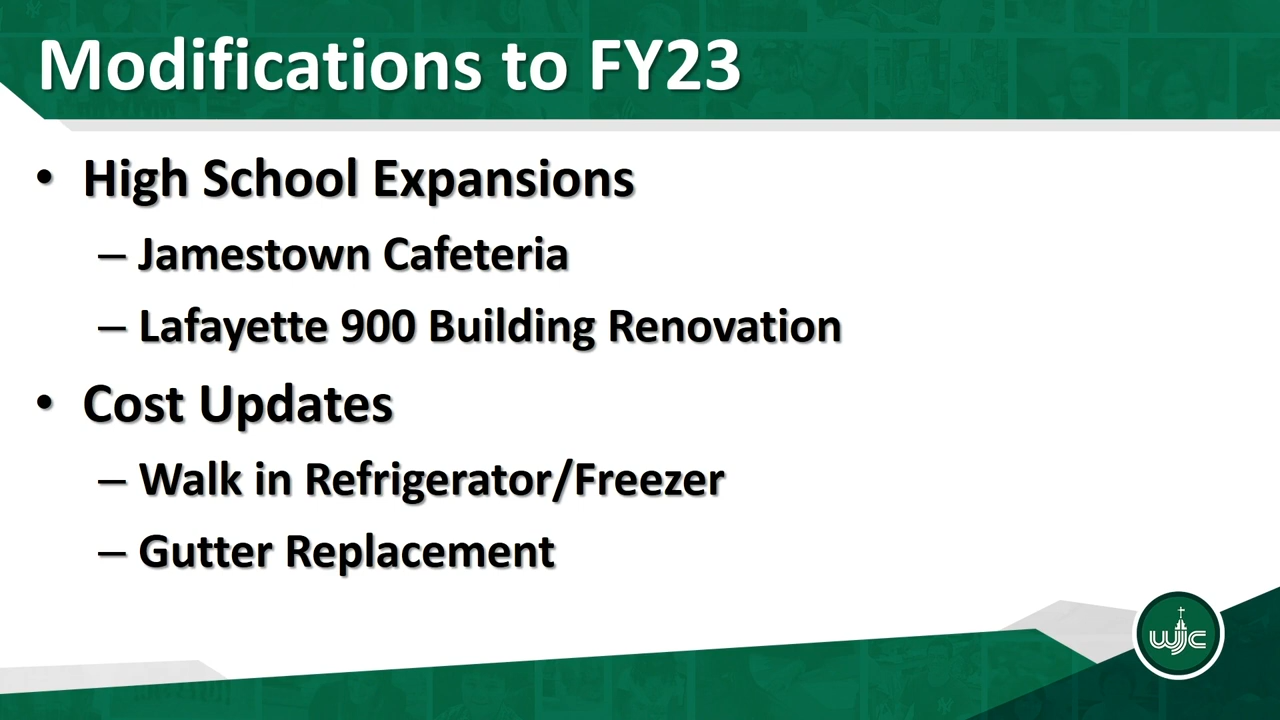 Modifications to FY23
• High School Expansions
– Jamestown Cafeteria
– Lafayette 900 Building Renovation
• Cost Updates
– Walk in Refrigerator/Freezer
– Gutter Replacement
WJCC